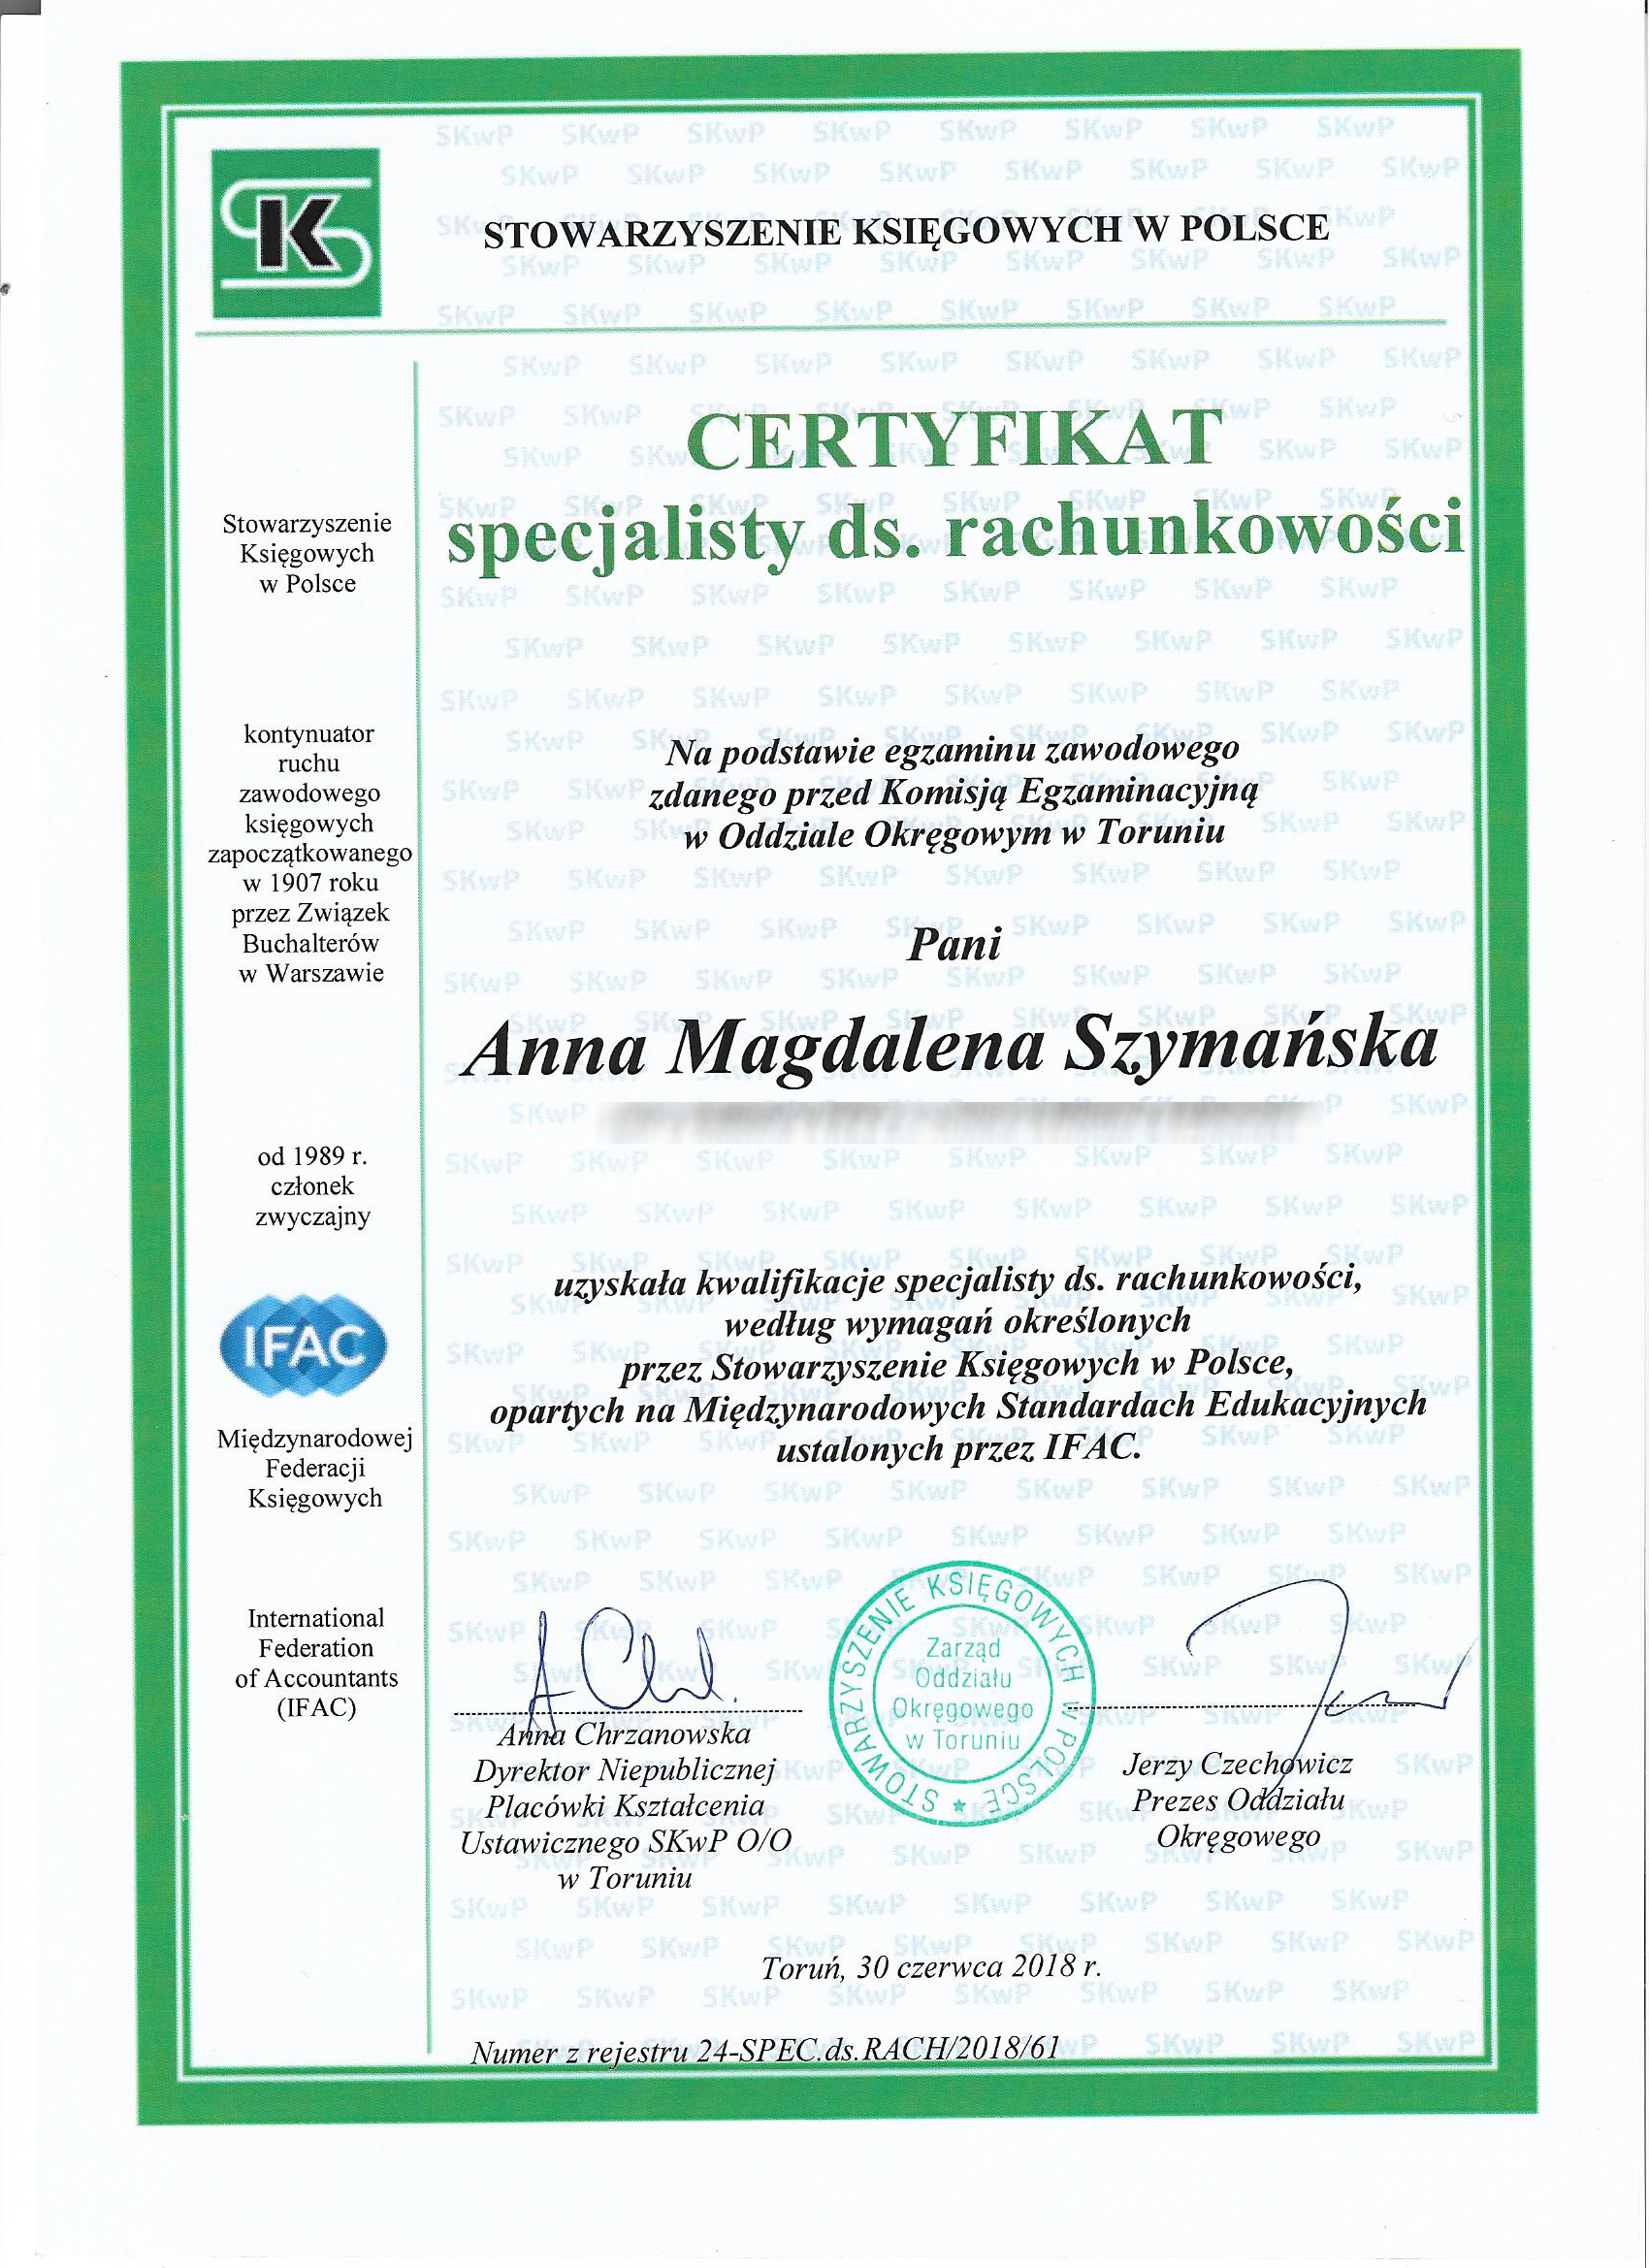 STOWARZYSZENIE KSIĘGOWYCH W POLSCE
CERTYFIKAT
specjalisty ds. rachunkowości
Stowarzyszenie
Księgowych
w Polsce
kontynuator
ruchu
zawodowego
księgowych
zapoczątkowanego
w 1907 roku
przez Związek
Buchalterów
w Warszawie
od 1989 r.
członek
zwyczajny
IFAC
Międzynarodowej
Federacji
Księgowych
International
Federation
of Accountants
(IFAC)
Na podstawie egzaminu zawodowego
zdanego przed Komisją Egzaminacyjną
w Oddziale Okręgowym w Toruniu
Pani
Anna Magdalena Szymańska
uzyskała kwalifikacje specjalisty ds. rachunkowości,
według wymagań określonych
przez Stowarzyszenie Księgowych w Polsce,
opartych na Międzynarodowych Standardach Edukacyjnych
ustalonych przez IFAC.
Anna Chrzanowska
Dyrektor Niepublicznej
Placówki Kształcenia
Ustawicznego SKwP O/O
w Toruniu
STOWARZYSZENIE KSIĘGOWYCH w POLSCE
Zarząd
Oddziału
Okręgowego
w Toruniu
Jerzy Czechowicz
Prezes Oddziału
Okręgowego
Toruń, 30 czerwca 2018 r.
Numer z rejestru 24-SPEC.ds.RACH/2018/61